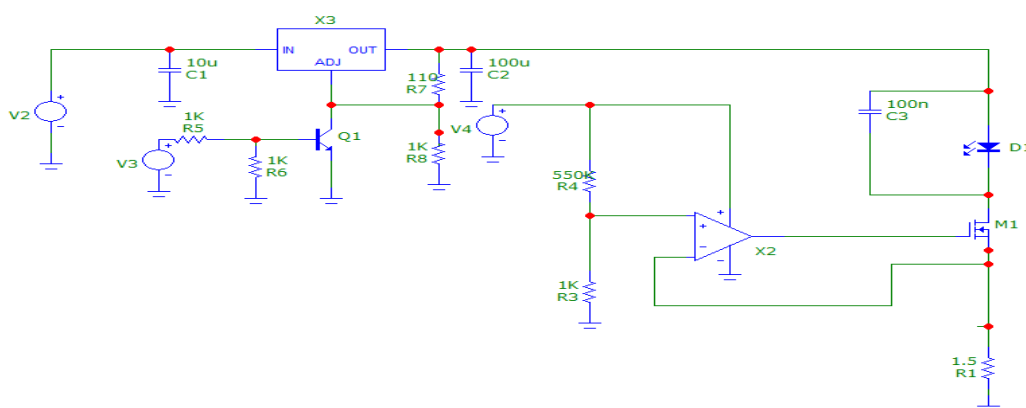 X3
IN
OUT
ADJ
10u
C1
110
R7
100u
C2
100n
C3
V2
+
−
1K
R5
Q1
V3
+
−
1K
R6
1K
R8
V4
+
−
550K
R4
D1
+
+
−
−
X2
M1
1K
R3
1.5
R1